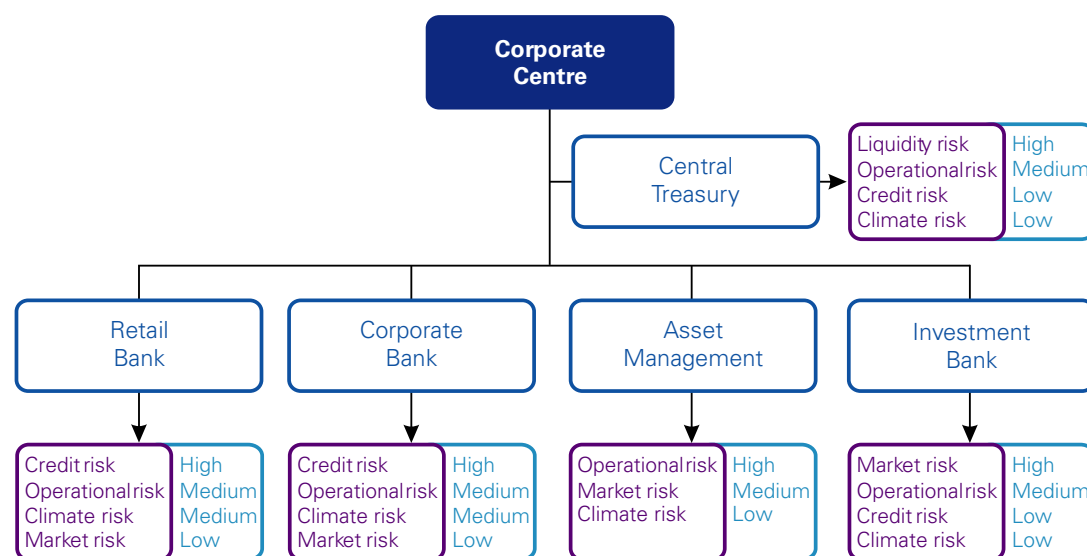 Corporate
Centre
Central
Treasury
Liquidity risk High
Operational risk Medium
Credit risk Low
Climate risk Low
Retail
Bank
Corporate
Bank
Asset
Management
Investment
Bank
Credit risk High
Operational risk Medium
Climate risk Medium
Market risk Low
Credit risk High
Operational risk Medium
Climate risk Medium
Market risk Low
Operational risk High
Market risk Medium
Climate risk Low
Market risk High
Operational risk Medium
Credit risk Low
Climate risk Low